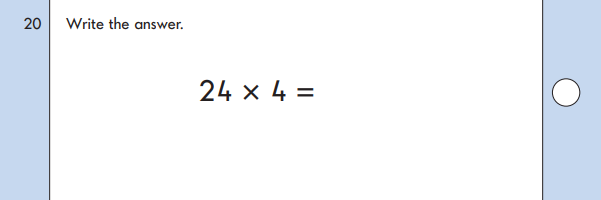 20 Write the answer.
24 × 4 =